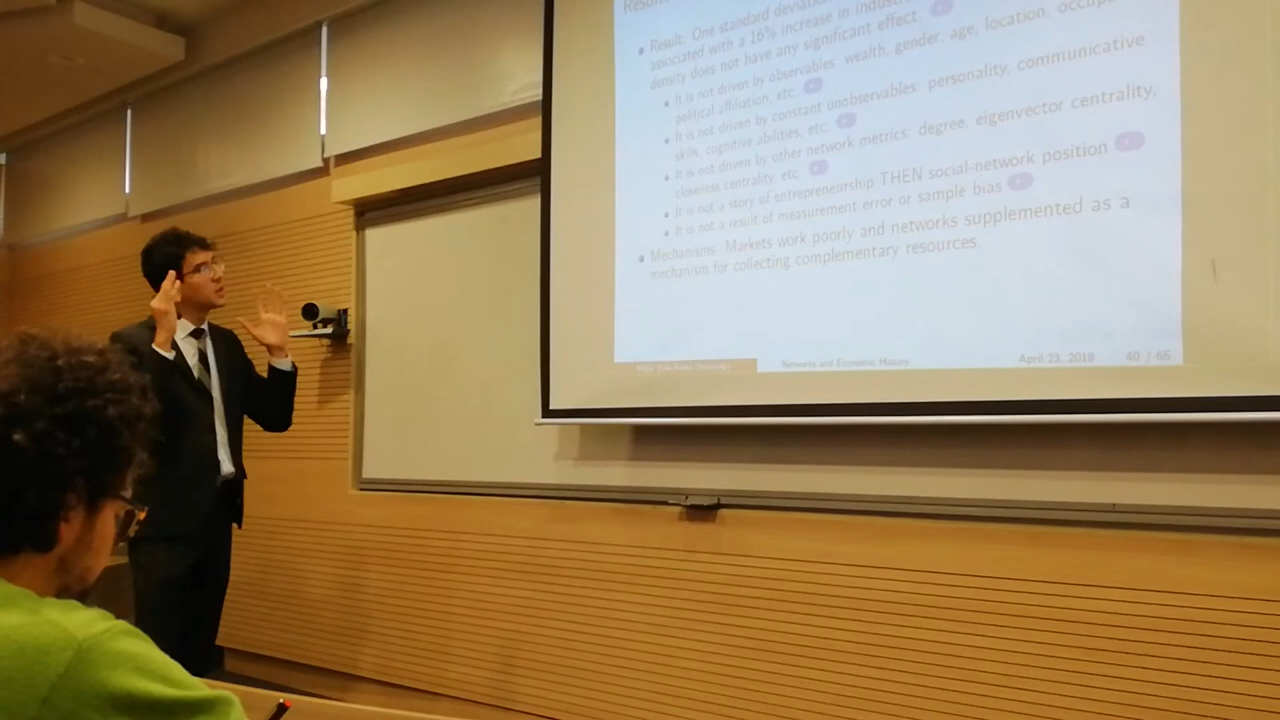 Results
• Result: One standard deviation
associated with a 16% increase in
density does not have any significant effect.
• It is not driven by observables: wealth, gender, age, location,
political affiliation, etc.
• It is not driven by constant unobservables: personality, communicative
skills, cognitive abilities, etc.
• It is not driven by other network metrics: degree, eigenvector centrality,
closeness centrality, etc.
• It is not a story of entrepreneurship THEN social-network position
• It is not a result of measurement error or sample bias
• Mechanisms: Markets work poorly and networks supplemented as a
mechanism for collecting complementary resources.
Networks and Economic History April 23, 2018 40 / 65